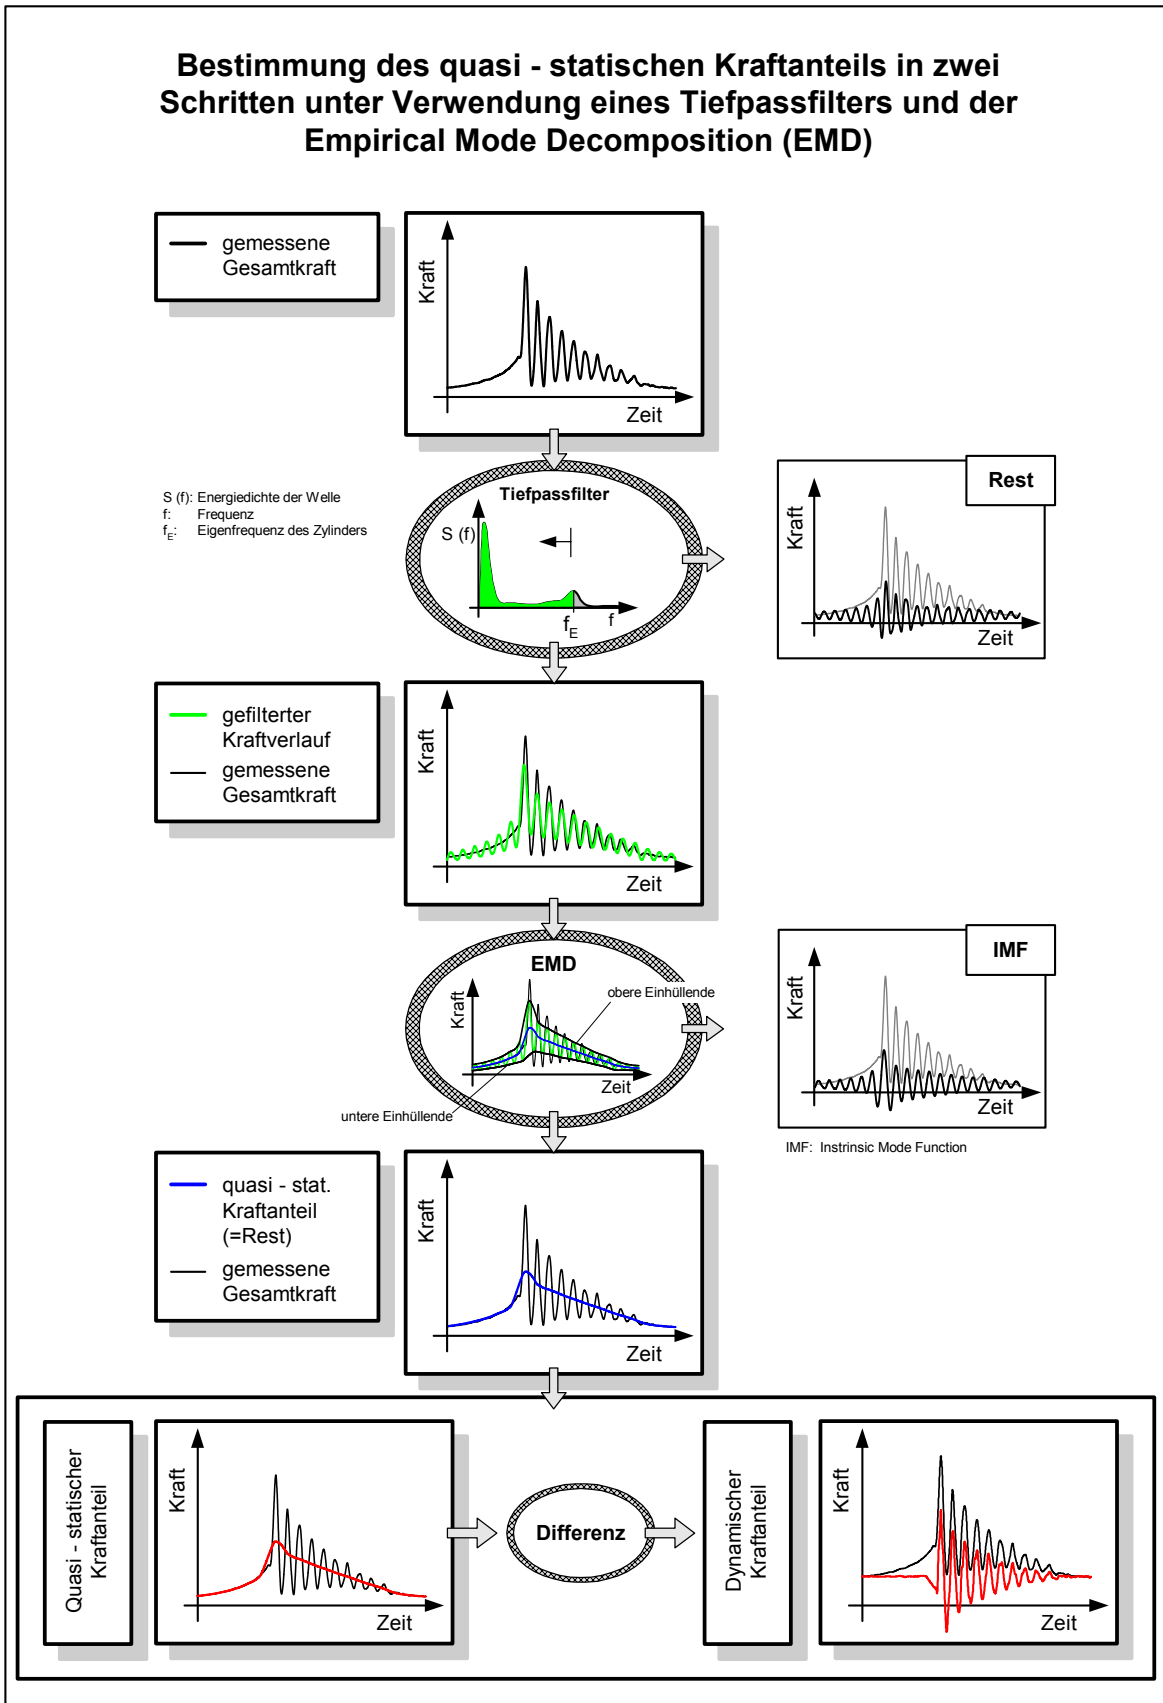 Bestimmung des quasi - statischen Kraftanteils in zwei
Schritten unter Verwendung eines Tiefpassfilters und der
Empirical Mode Decomposition (EMD)
gemessene
Gesamtkraft
Kraft
Zeit
S (f): Energiedichte der Welle
f: Frequenz
f_E: Eigenfrequenz des Zylinders
Tiefpassfilter
S (f)
f_E
f
Rest
Kraft
Zeit
gefilterter
Kraftverlauf
gemessene
Gesamtkraft
Kraft
Zeit
EMD
Kraft
obere Einhüllende
Zeit
untere Einhüllende
IMF
Kraft
Zeit
IMF: Instrinsic Mode Function
quasi - stat.
Kraftanteil
(=Rest)
gemessene
Gesamtkraft
Kraft
Zeit
Quasi - statischer
Kraftanteil
Kraft
Zeit
Differenz
Dynamischer
Kraftanteil
Kraft
Zeit